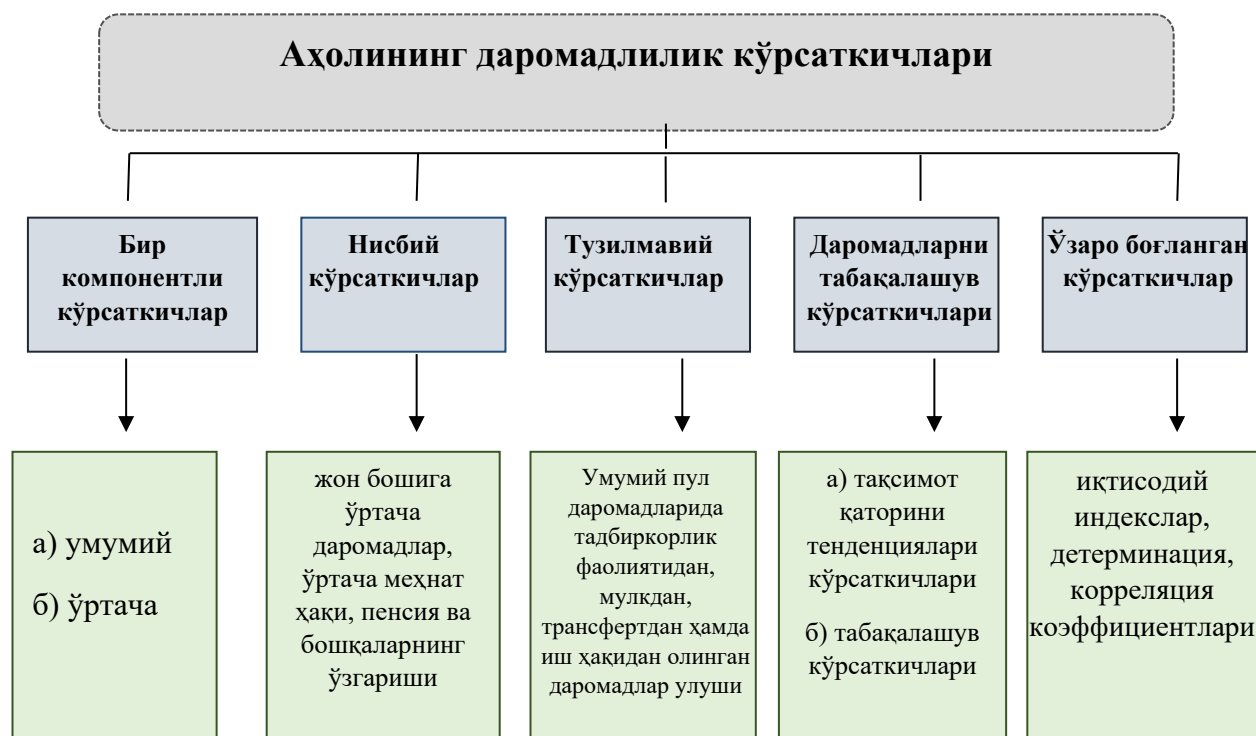 Аҳолининг даромадлилик кўрсаткичлари
Бир
компонентли
кўрсаткичлар
Нисбий
кўрсаткичлар
Тузилмавий
кўрсаткичлар
Даромадларни
табақалашув
кўрсаткичлари
Ўзаро боғланган
кўрсаткичлар
а) умумий
б) ўртача
жон бошига
ўртача
даромадлар,
ўртача меҳнат
ҳақи, пенсия ва
бошқаларнинг
ўзгариши
Умумий пул
даромадларида
тадбиркорлик
фаолиятидан,
мулкдан,
трансфертдан ҳамда
иш ҳақидан олинган
даромадлар улуши
а) тақсимот
қаторини
тенденциялари
кўрсаткичлари
б) табақалашув
кўрсаткичлари
иқтисодий
индекслар,
детерминация,
корреляция
коэффициентлари